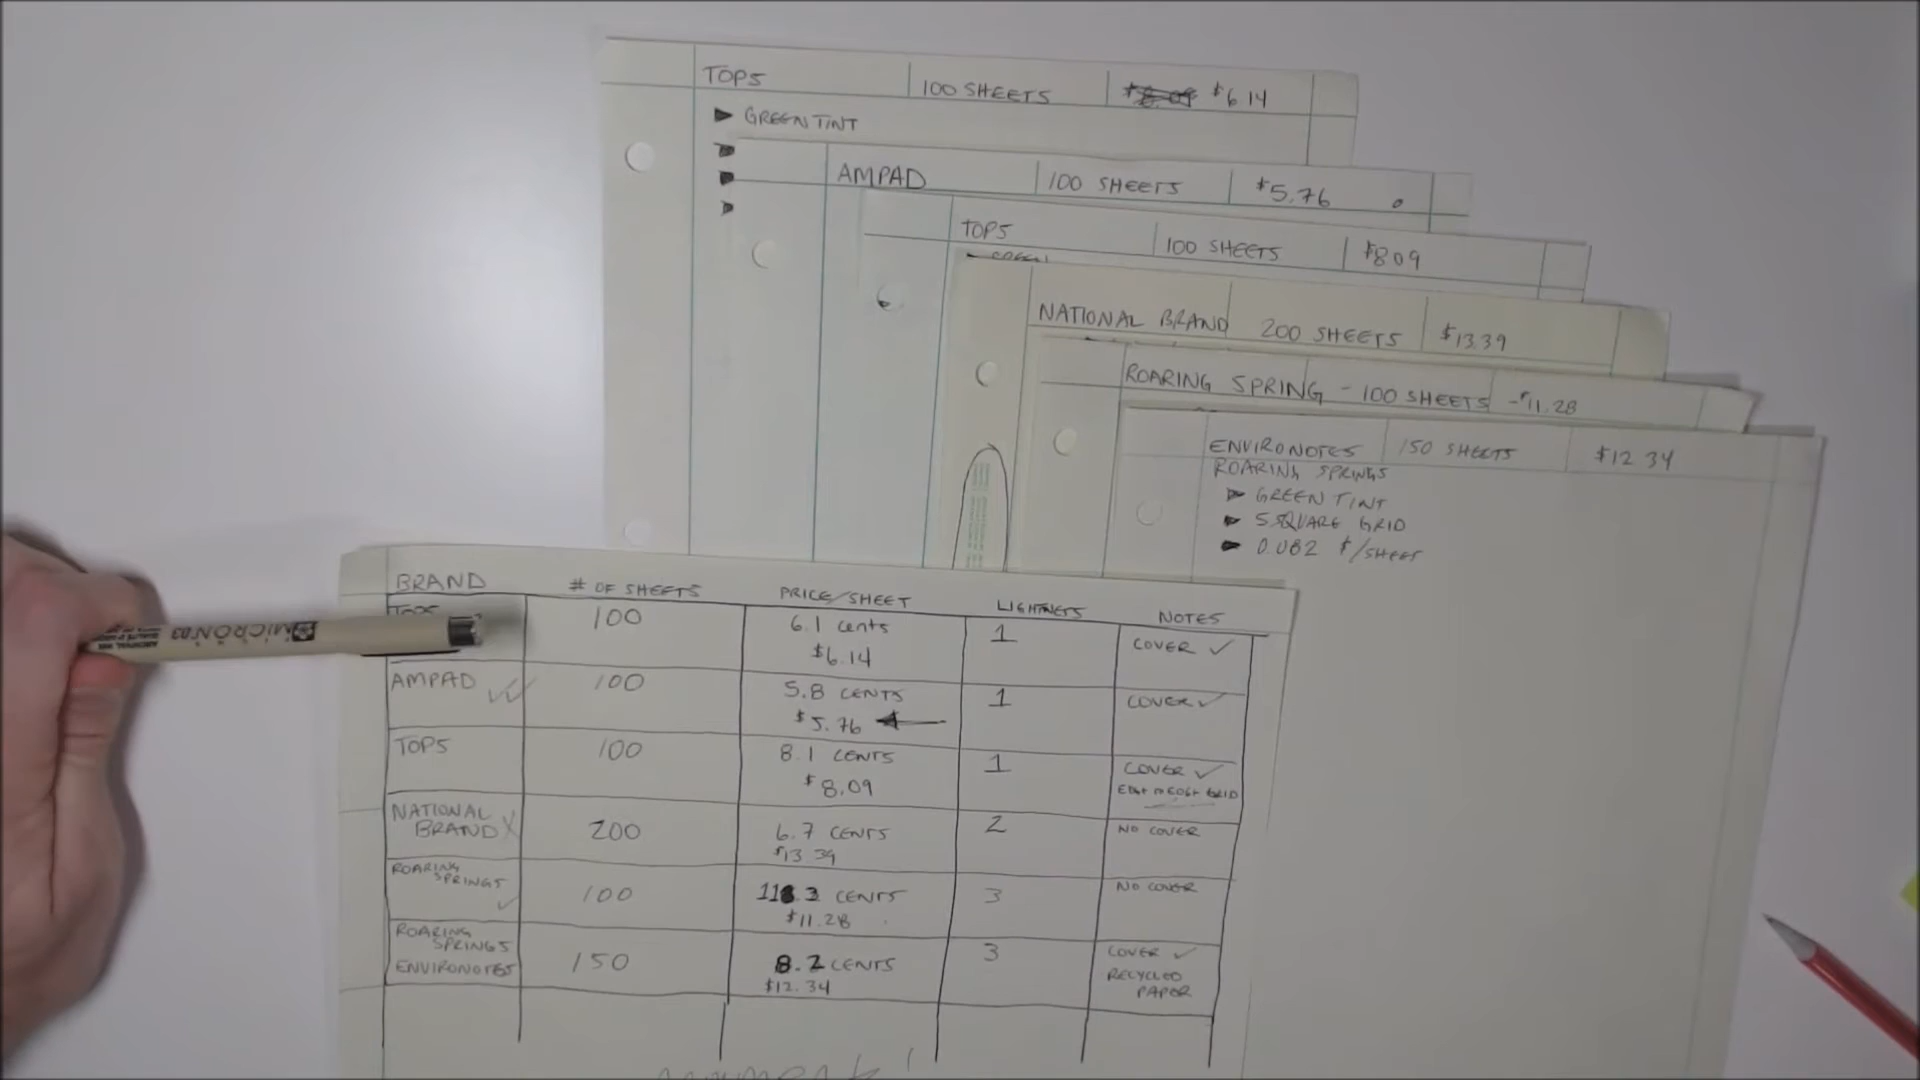 TOPS 100 SHEETS $6.14
► GREEN TINT
AMPAD 100 SHEETS $5.76
TOPS 100 SHEETS $8.09
NATIONAL BRAND 200 SHEETS $13.39
ROARING SPRING - 100 SHEETS - $11.28
ENVIRONOTES 150 SHEETS $12.34
ROARING SPRINGS
► GREEN TINT
► 5 SQUARE GRID
► 0.082 $/SHEET
BRAND # OF SHEETS PRICE/SHEET LIGHTNESS NOTES
TOPS 100 6.1 cents 1 COVER ✓
$6.14
MICRON 03
AMPAD ✓✓ 100 5.8 CENTS 1 COVER ✓
$5.76
TOPS 100 8.1 CENTS 1 COVER ✓
$8.09 EDGE TO EDGE GRID
NATIONAL
BRAND X 200 6.7 CENTS 2 NO COVER
$13.39
ROARING
SPRINGS ✓ 100 11.3 CENTS 3 NO COVER
$11.28
ROARING
SPRINGS
ENVIRONOTES 150 8.2 CENTS 3 COVER ✓
$12.34 RECYCLED
PAPER